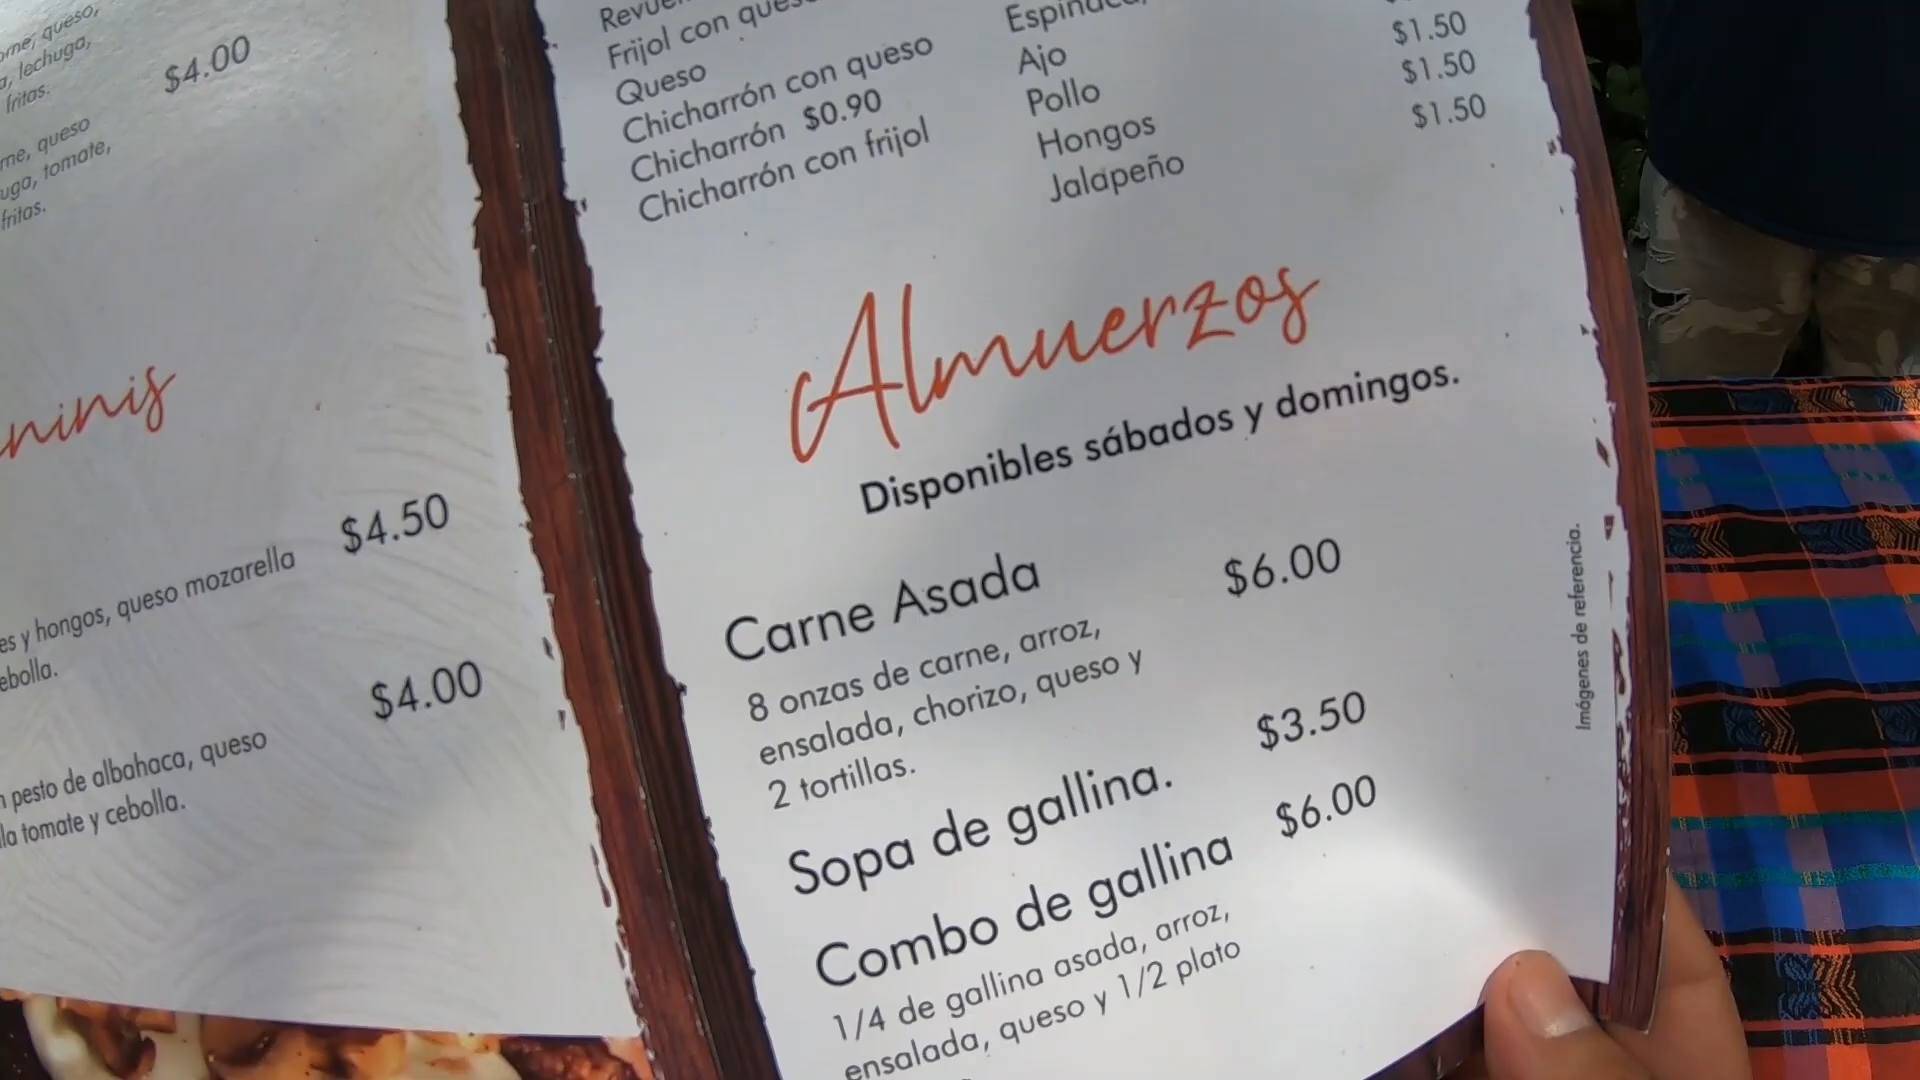 queso,
lechuga,
fritas.
$4.00
queso
tomate,
fritas.
$4.50
y hongos, queso mozarella
$4.00
pesto de albahaca, queso
tomate y cebolla.
Frijol con queso
Queso
Chicharrón con queso
Chicharrón $0.90
Chicharrón con frijol
Ajo
Pollo
Hongos
Jalapeño
$1.50
$1.50
$1.50
Almuerzos
Disponibles sábados y domingos.
Carne Asada $6.00
8 onzas de carne, arroz,
ensalada, chorizo, queso y
2 tortillas.
Sopa de gallina. $3.50
Combo de gallina $6.00
1/4 de gallina asada, arroz,
ensalada, queso y 1/2 plato
Imágenes de referencia.